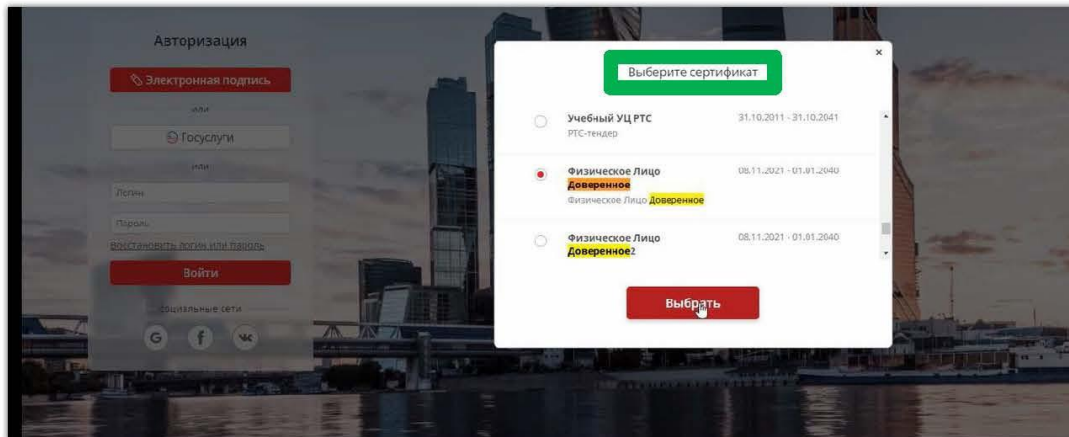 Авторизация
Электронная подпись
или
Госуслуги
или
Логин
Пароль
Восстановить логин или пароль
Войти
социальные сети
G f
Выберите сертификат
×
Учебный УЦ РТС 31.10.2011 - 31.10.2041
РТС-тендер
Физическое Лицо 08.11.2021 - 01.01.2040
Доверенное
Физическое Лицо Доверенное
Физическое Лицо 08.11.2021 - 01.01.2040
Доверенное2
Выбрать